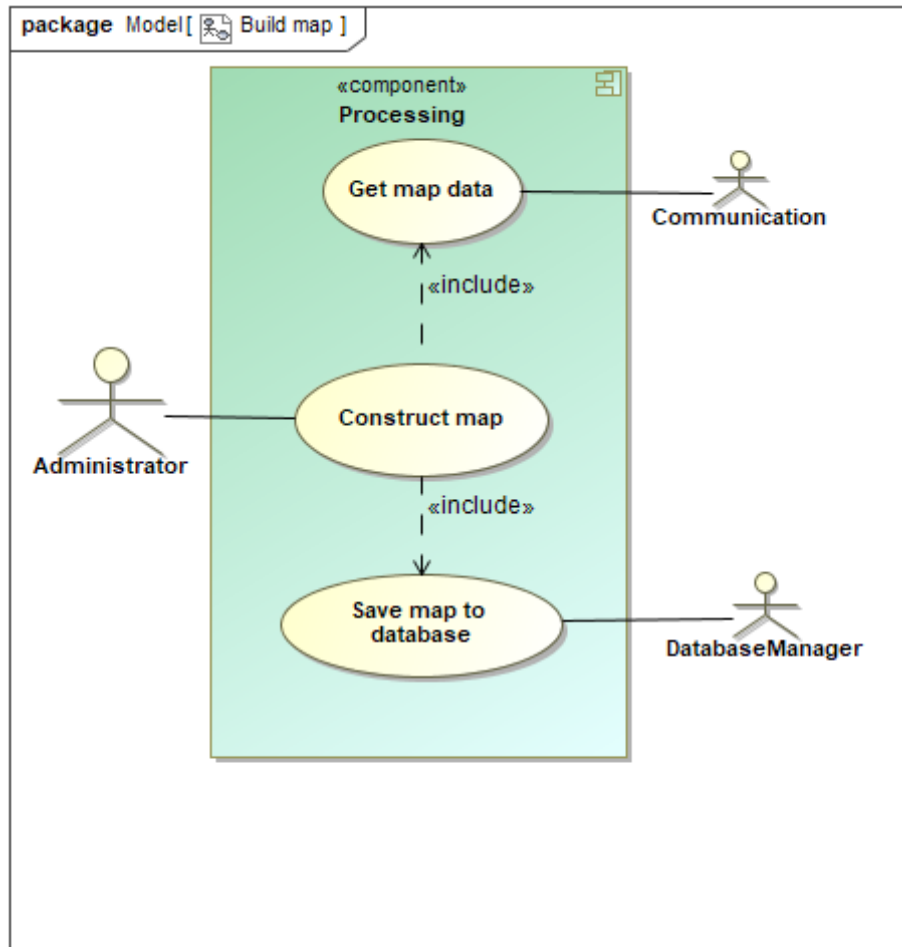 package Model[ Build map ]
«component»
Processing
Get map data
Communication
«include»
Construct map
Administrator
«include»
Save map to
database
DatabaseManager